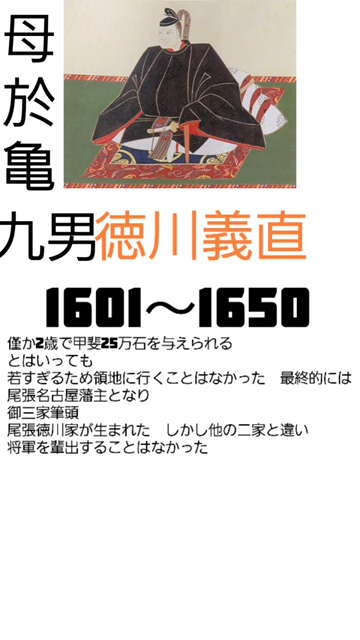 母於亀
九男徳川義直
1601～1650
僅か2歳で甲斐25万石を与えられる
とはいっても
若すぎるため領地に行くことはなかった　最終的には
尾張名古屋藩主となり
御三家筆頭
尾張徳川家が生まれた　しかし他の二家と違い
将軍を輩出することはなかった